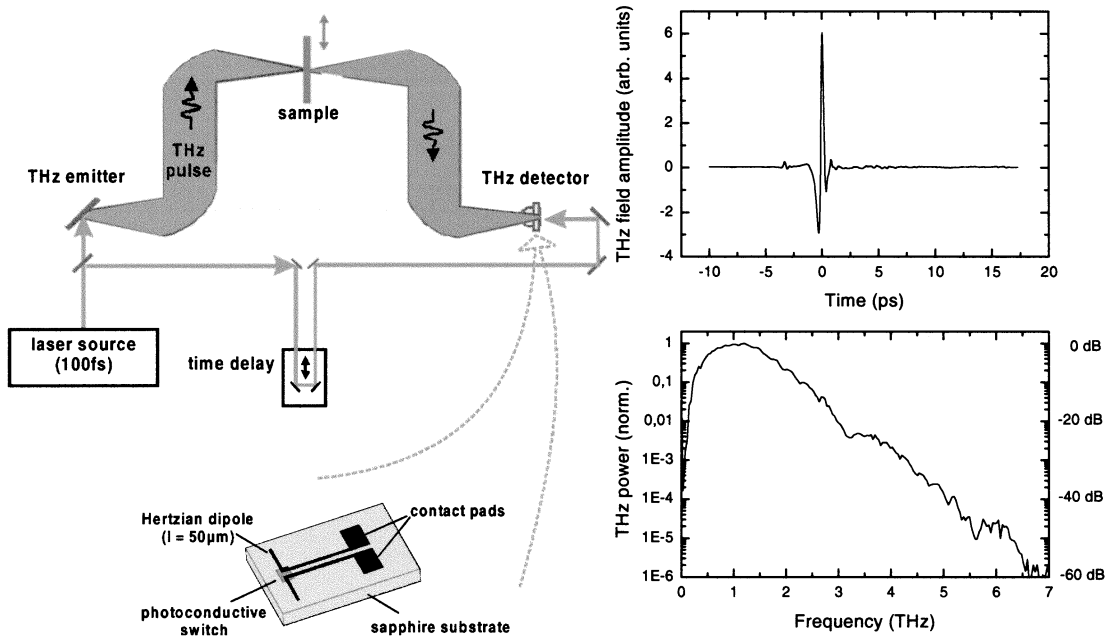 sample
THz
pulse
THz emitter
THz detector
laser source
(100fs)
time delay
Hertzian dipole
(l = 50µm)
contact pads
photoconductive
switch
sapphire substrate
THz field amplitude (arb. units)
6
4
2
0
-2
-4
-10
-5
0
5
10
15
20
Time (ps)
THz power (norm.)
1
0,1
0,01
1E-3
1E-4
1E-5
1E-6
0 dB
-20 dB
-40 dB
-60 dB
0
1
2
3
4
5
6
7
Frequency (THz)